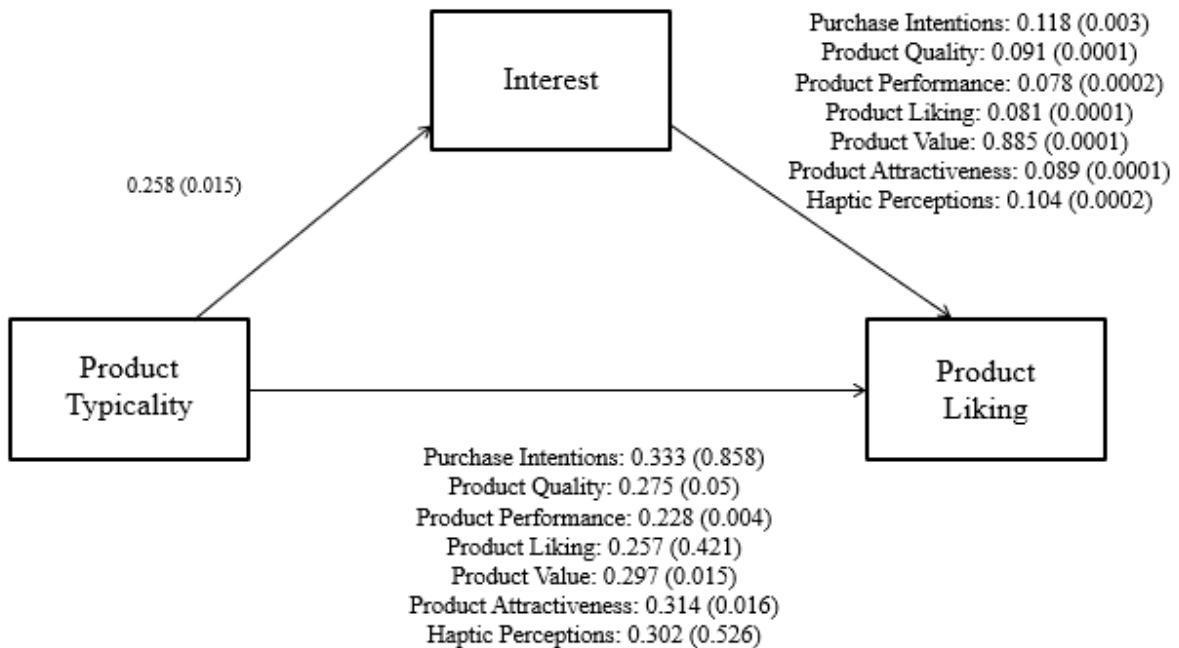 Purchase Intentions: 0.118 (0.003)
Product Quality: 0.091 (0.0001)
Product Performance: 0.078 (0.0002)
Product Liking: 0.081 (0.0001)
Product Value: 0.885 (0.0001)
Product Attractiveness: 0.089 (0.0001)
Haptic Perceptions: 0.104 (0.0002)
Interest
0.258 (0.015)
Product
Typicality
Product
Liking
Purchase Intentions: 0.333 (0.858)
Product Quality: 0.275 (0.05)
Product Performance: 0.228 (0.004)
Product Liking: 0.257 (0.421)
Product Value: 0.297 (0.015)
Product Attractiveness: 0.314 (0.016)
Haptic Perceptions: 0.302 (0.526)